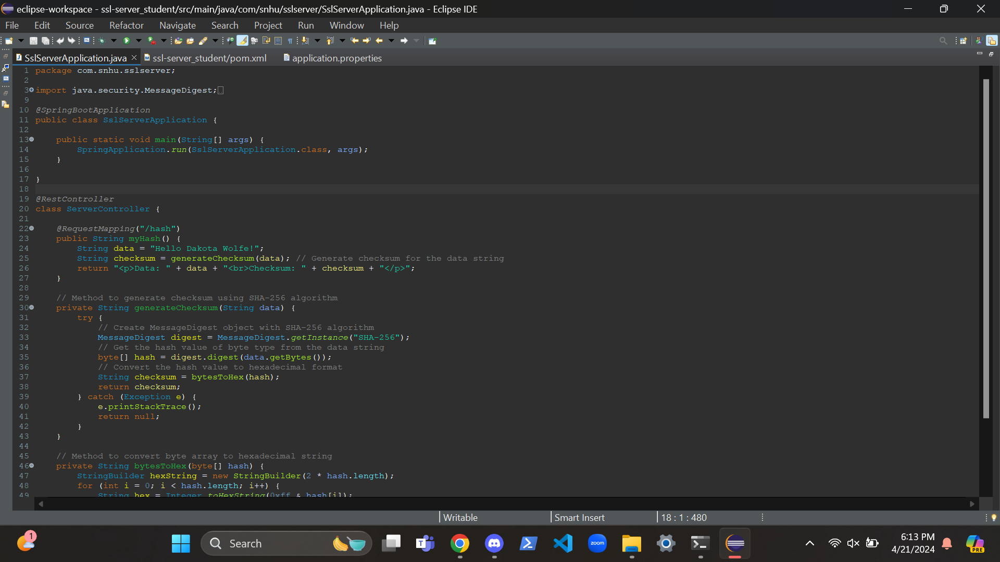 eclipse-workspace - ssl-server_student/src/main/java/com/snhu/sslserver/SslServerApplication.java - Eclipse IDE
File Edit Source Refactor Navigate Search Project Run Window Help
SslServerApplication.java ssl-server_student/pom.xml application.properties
1 package com.snhu.sslserver;
2
3 import java.security.MessageDigest;
9
10 @SpringBootApplication
11 public class SslServerApplication {
12
13     public static void main(String[] args) {
14         SpringApplication.run(SslServerApplication.class, args);
15     }
16
17 }
18
19 @RestController
20 class ServerController {
21
22     @RequestMapping("/hash")
23     public String myHash() {
24         String data = "Hello Dakota Wolfe!";
25         String checksum = generateChecksum(data); // Generate checksum for the data string
26         return "<p>Data: " + data + "<br>Checksum: " + checksum + "</p>";
27     }
28
29     // Method to generate checksum using SHA-256 algorithm
30     private String generateChecksum(String data) {
31         try {
32             // Create MessageDigest object with SHA-256 algorithm
33             MessageDigest digest = MessageDigest.getInstance("SHA-256");
34             // Get the hash value of byte type from the data string
35             byte[] hash = digest.digest(data.getBytes());
36             // Convert the hash value to hexadecimal format
37             String checksum = bytesToHex(hash);
38             return checksum;
39         } catch (Exception e) {
40             e.printStackTrace();
41             return null;
42         }
43     }
44
45     // Method to convert byte array to hexadecimal string
46     private String bytesToHex(byte[] hash) {
47         StringBuilder hexString = new StringBuilder(2 * hash.length);
48         for (int i = 0; i < hash.length; i++) {
49             String hex = Integer.toHexString(0xff & hash[i]);
Writable Smart Insert 18 : 1 : 480
1 Search T zoom PRE
6:13 PM
4/21/2024